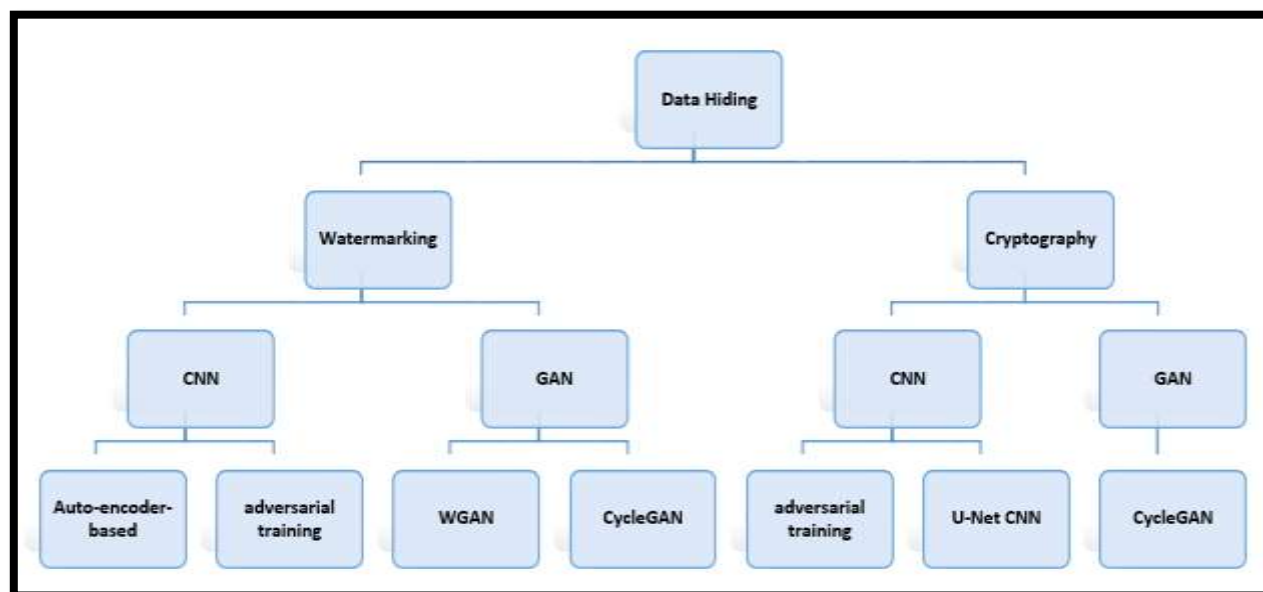 Data Hiding
Watermarking
Cryptography
CNN
GAN
CNN
GAN
Auto-encoder-
based
adversarial
training
WGAN
CycleGAN
adversarial
training
U-Net CNN
CycleGAN